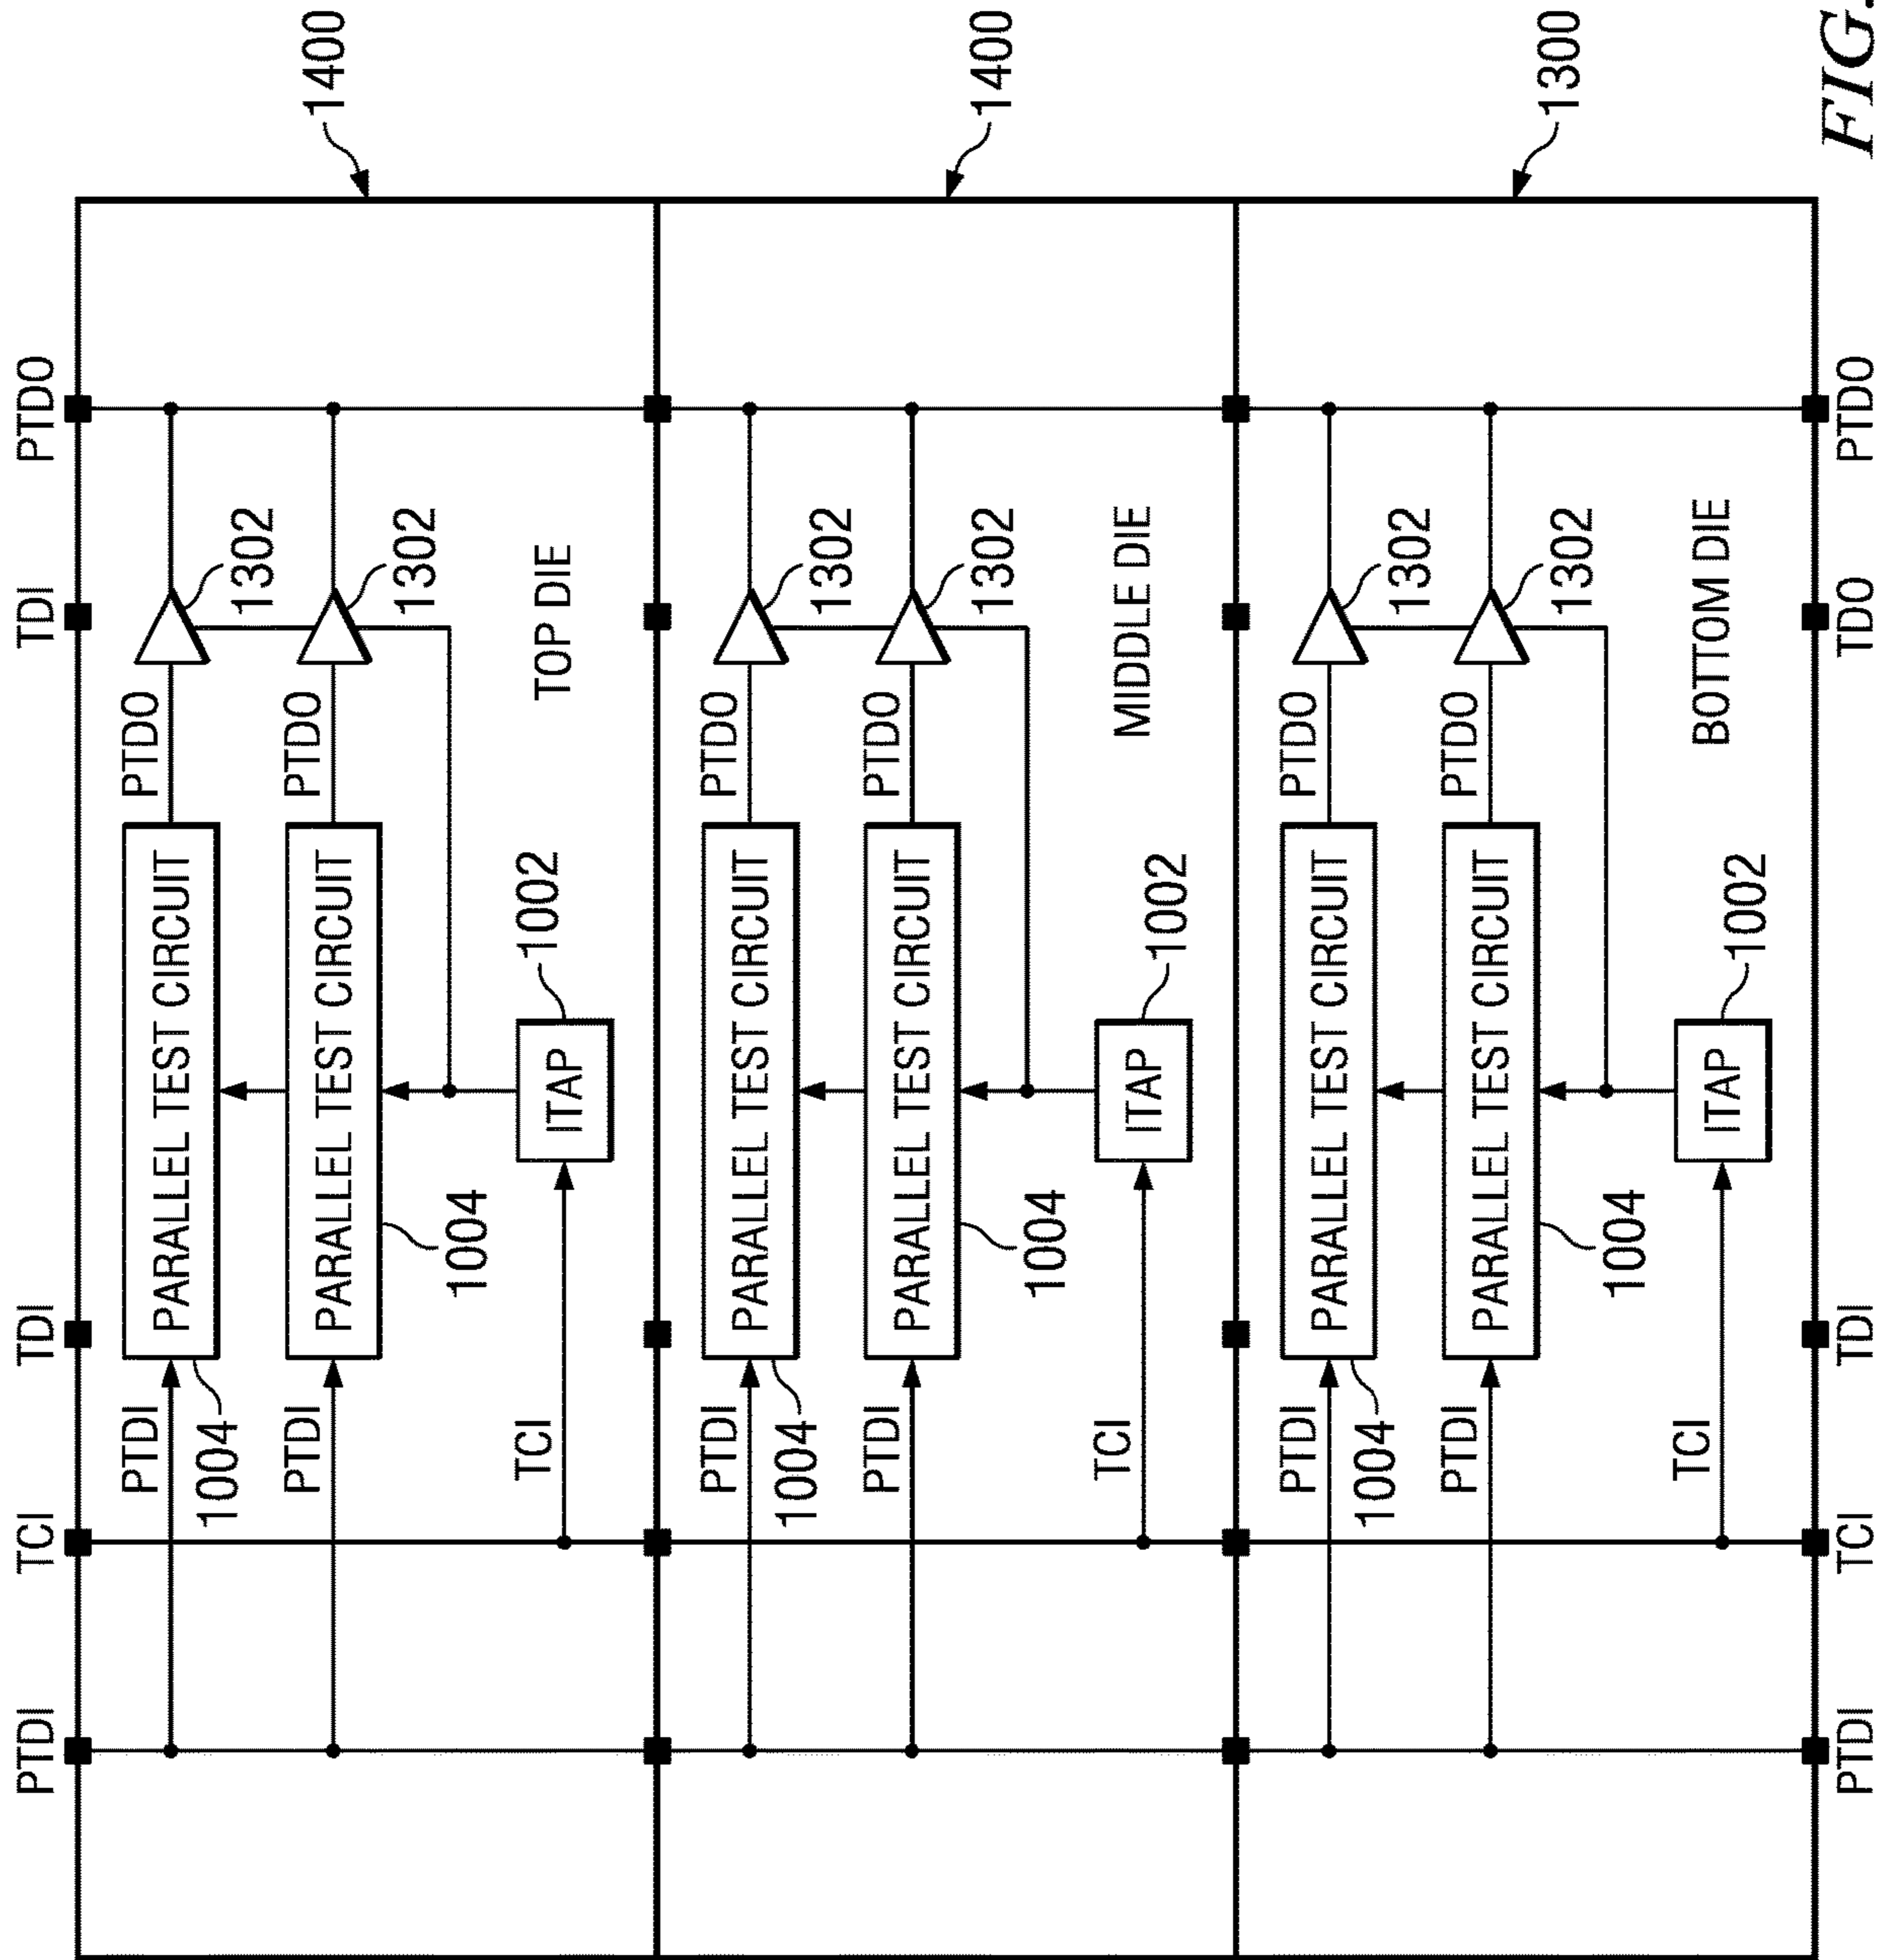 PTDI TCI TDI TDI PTDO
PTDI PTDO
PARALLEL TEST CIRCUIT
1004 1302
PTDI PTDO
PARALLEL TEST CIRCUIT
1400
1302
1004
TCI 1002
ITAP TOP DIE
PTDI PTDO
PARALLEL TEST CIRCUIT
1004 1302
PTDI PTDO
PARALLEL TEST CIRCUIT
1400
1302
1004
TCI 1002
ITAP MIDDLE DIE
PTDI PTDO
PARALLEL TEST CIRCUIT
1004 1302
PTDI PTDO
PARALLEL TEST CIRCUIT
1300
1302
1004
TCI 1002
ITAP BOTTOM DIE
PTDI TCI TDI TDO PTDO
FIG.